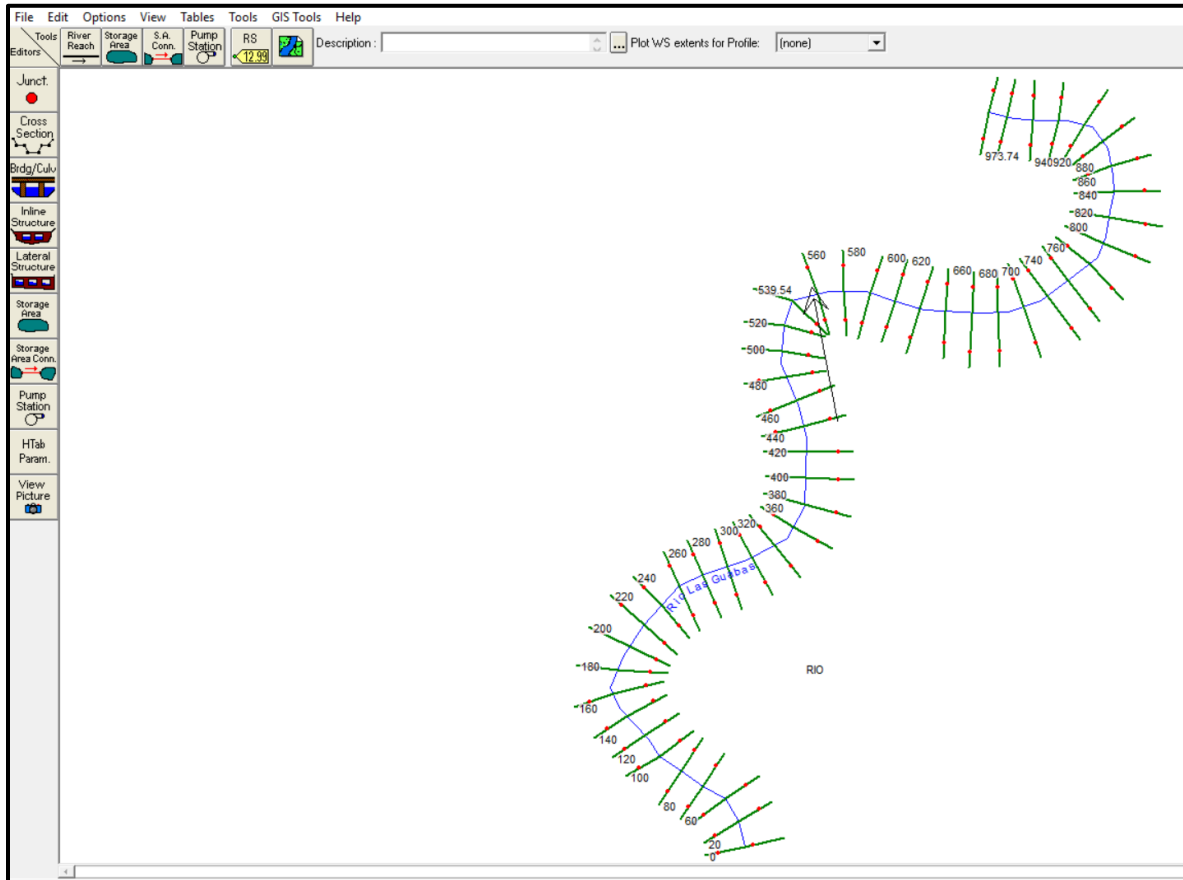 File Edit Options View Tables Tools GIS Tools Help
Tools
Editors
River
Reach
Storage
Area
S.A.
Conn.
Pump
Station
RS
12.99
Description :
...
Plot WS extents for Profile:
(none)
Junct.
Cross
Section
Brdg/Culv
Inline
Structure
Lateral
Structure
Storage
Area
Storage
Area Conn.
Pump
Station
HTab
Param.
View
Picture
973.74
940
920
880
860
840
820
800
760
740
700
680
660
620
600
580
560
539.54
520
500
480
460
440
420
400
380
360
320
300
280
260
240
220
200
180
160
140
120
100
80
60
20
0
Rio Las Guabas
RIO